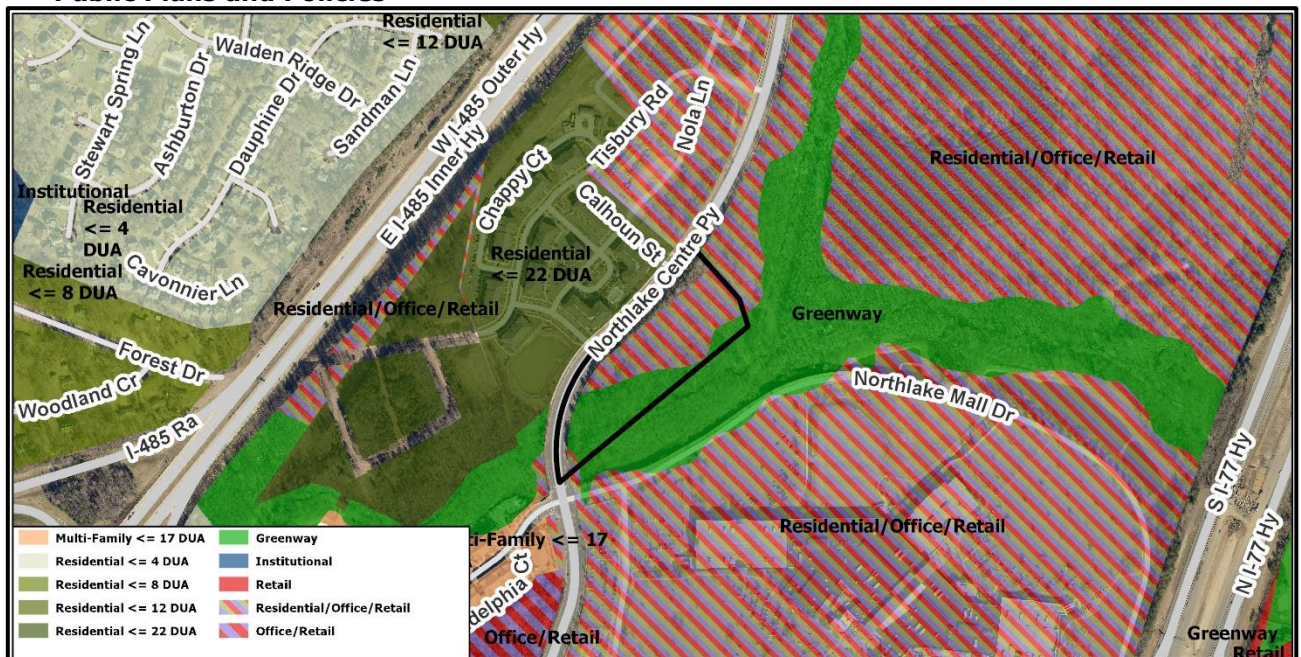 Public Plans and Policies
Residential
<= 12 DUA
Stewart Spring Ln
Walden Ridge Dr
Ashburton Dr
Dauphine Dr
Sandman Ln
W I-485 Outer Hy
E I-485 Inner Hy
Tisbury Rd
Nola Ln
Chappy Ct
Calhoun St
Residential/Office/Retail
Institutional
Residential
<= 4
DUA
Residential
<= 8 DUA
Cavonnier Ln
Residential
<= 22 DUA
Northlake Centre Py
Residential/Office/Retail
Greenway
Forest Dr
Woodland Cr
I-485 Ra
Northlake Mall Dr
S I-77 Hy
N I-77 Hy
Residential/Office/Retail
ti-Family <= 17
delphia Ct
Office/Retail
Greenway
Retail
Multi-Family <= 17 DUA
Residential <= 4 DUA
Residential <= 8 DUA
Residential <= 12 DUA
Residential <= 22 DUA
Greenway
Institutional
Retail
Residential/Office/Retail
Office/Retail